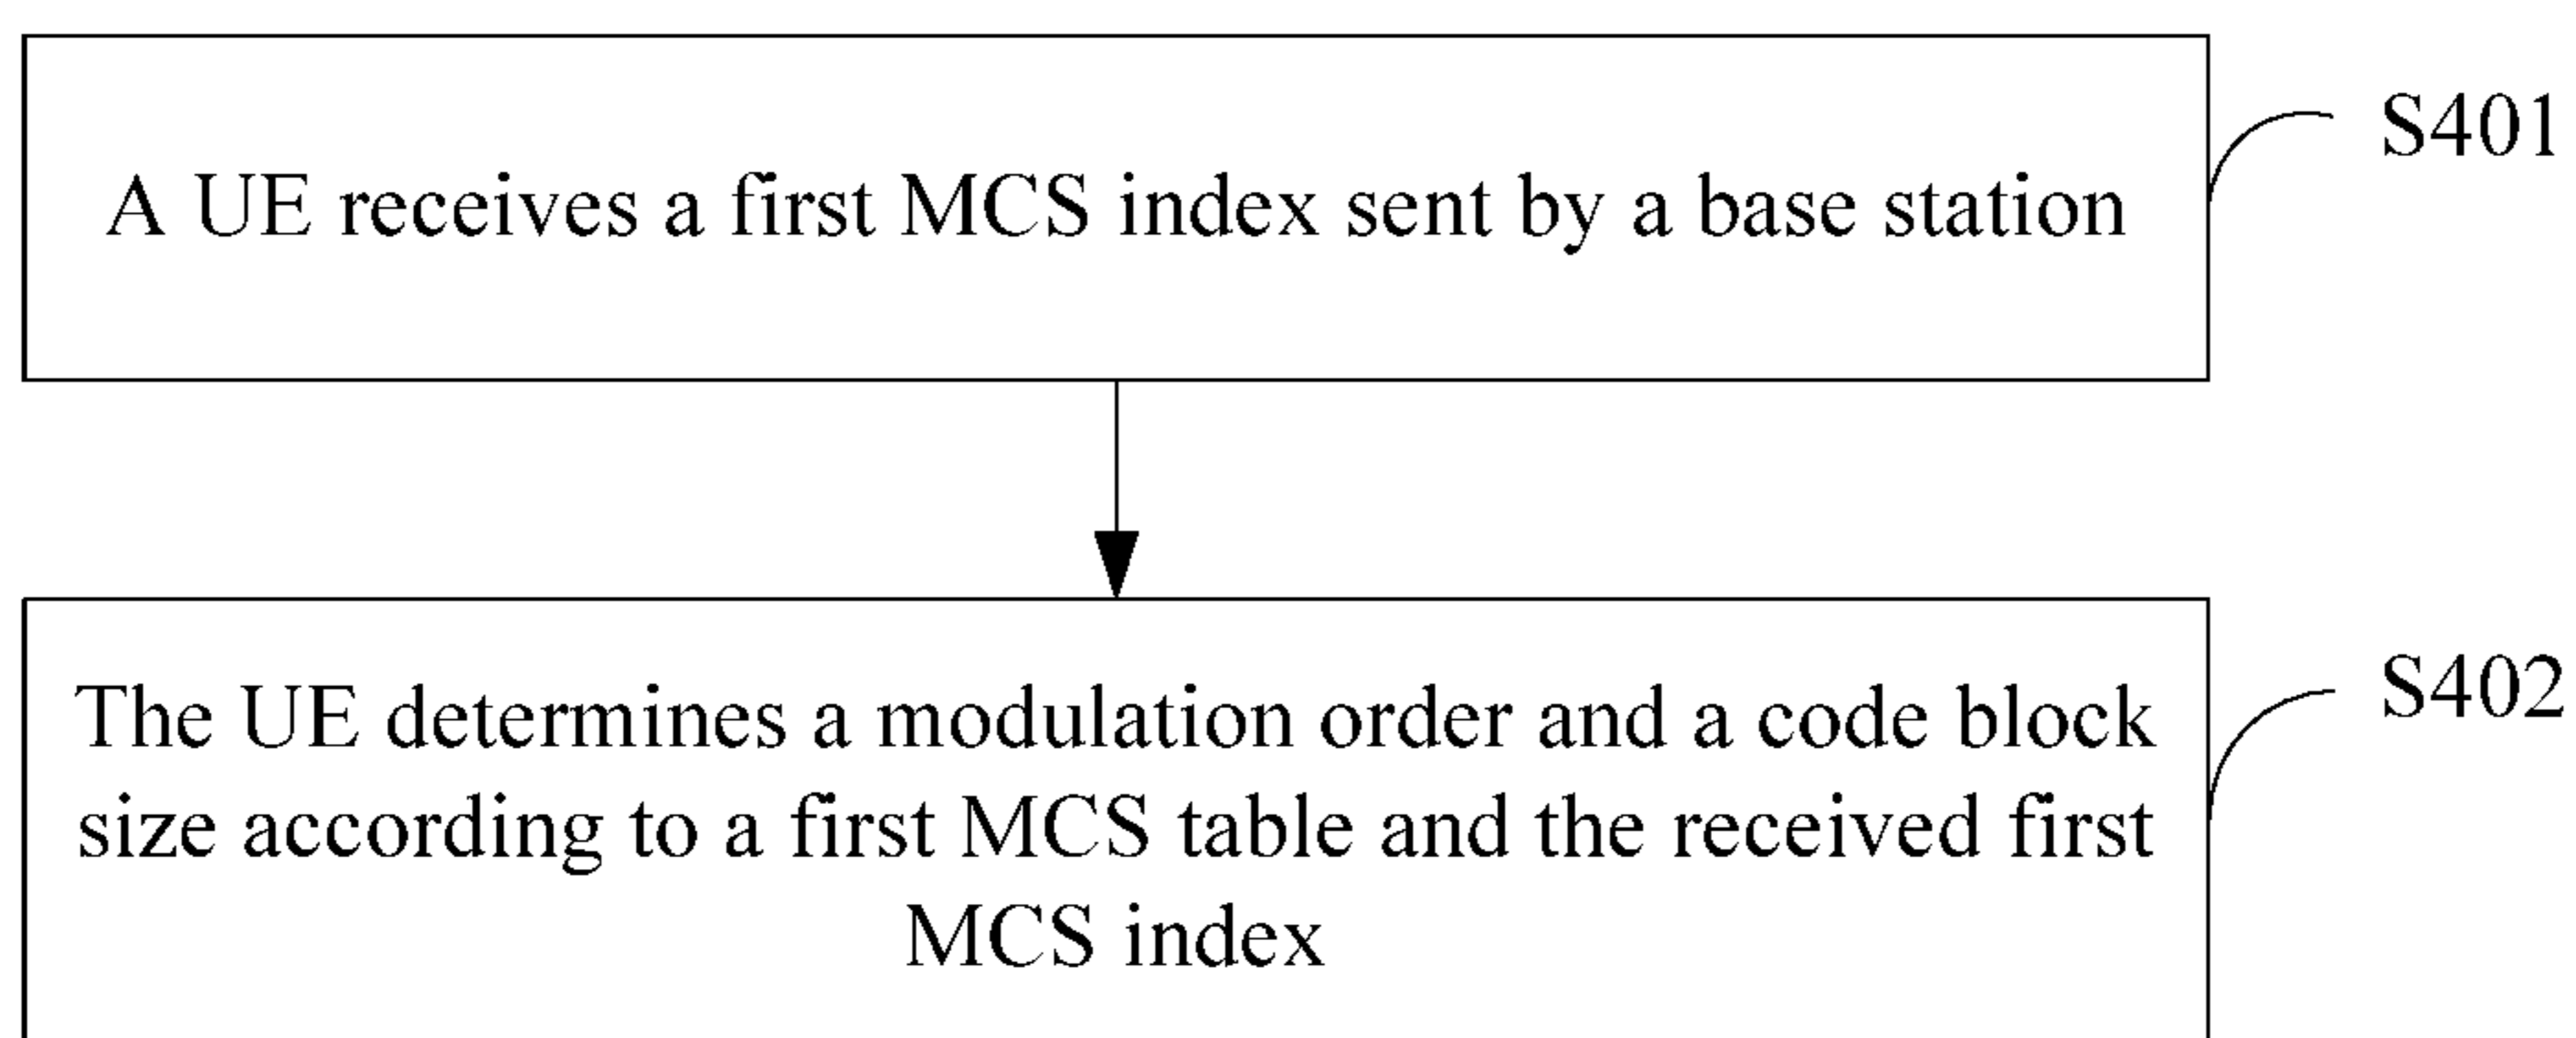 A UE receives a first MCS index sent by a base station
S401
The UE determines a modulation order and a code block
size according to a first MCS table and the received first
MCS index
S402